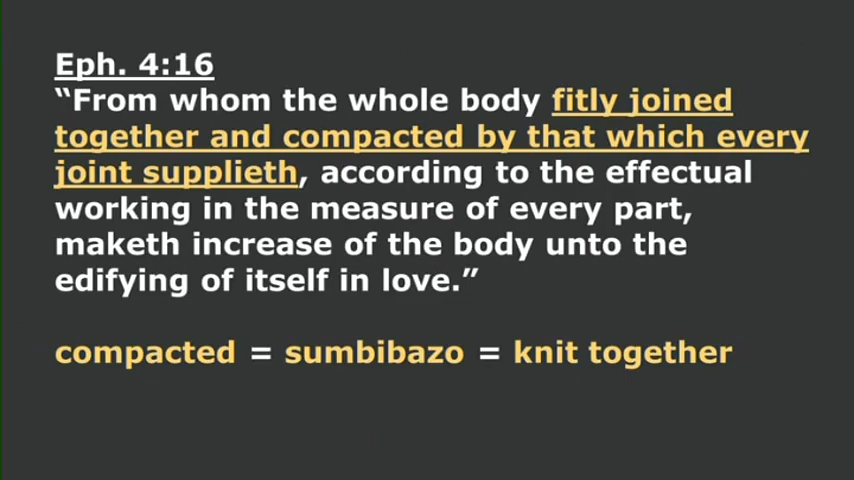 Eph. 4:16
“From whom the whole body fitly joined
together and compacted by that which every
joint supplieth, according to the effectual
working in the measure of every part,
maketh increase of the body unto the
edifying of itself in love.”
compacted = sumbibazo = knit together